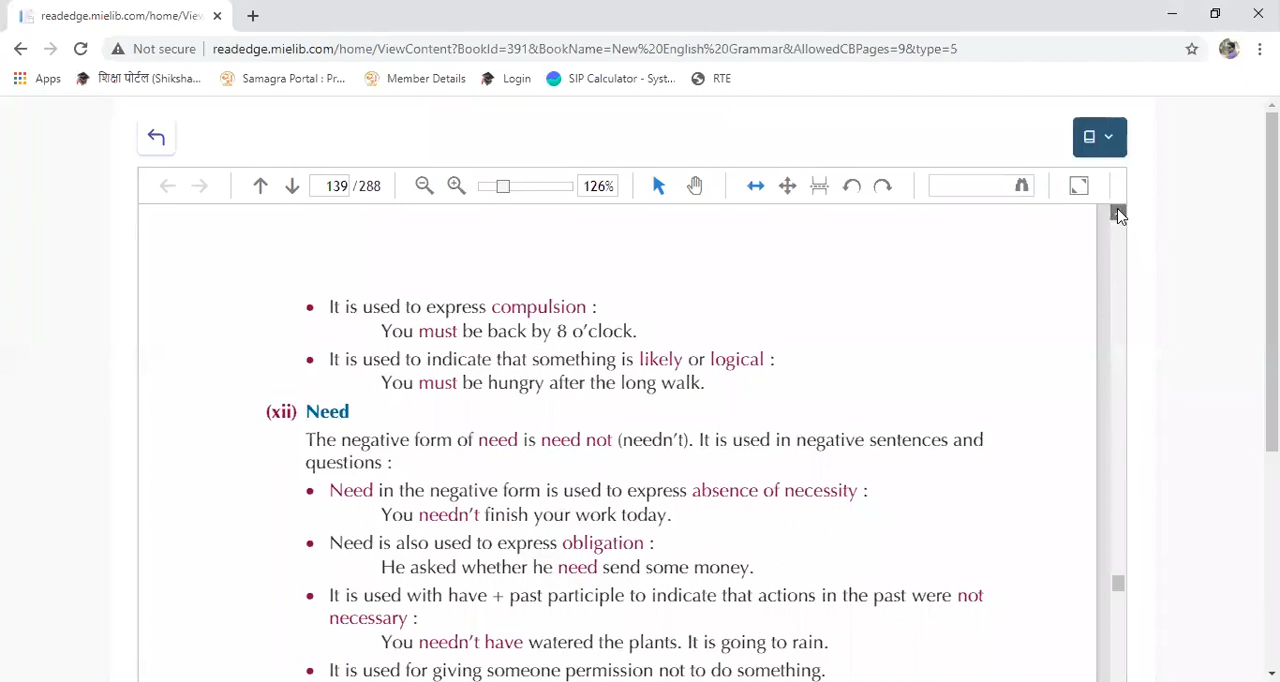 readedge.mielib.com/home/View
Not secure readedge.mielib.com/home/ViewContent?BookId=391&BookName=New%20English%20Grammar&AllowedCBPages=9&type=5
Apps शिक्षा पोर्टल (Shiksha... Samagra Portal : Pr... Member Details Login SIP Calculator - Syst... RTE
139 /288 126%
• It is used to express compulsion :
You must be back by 8 o'clock.
• It is used to indicate that something is likely or logical :
You must be hungry after the long walk.
(xii) Need
The negative form of need is need not (needn't). It is used in negative sentences and
questions :
• Need in the negative form is used to express absence of necessity :
You needn't finish your work today.
• Need is also used to express obligation :
He asked whether he need send some money.
• It is used with have + past participle to indicate that actions in the past were not
necessary :
You needn't have watered the plants. It is going to rain.
• It is used for giving someone permission not to do something.